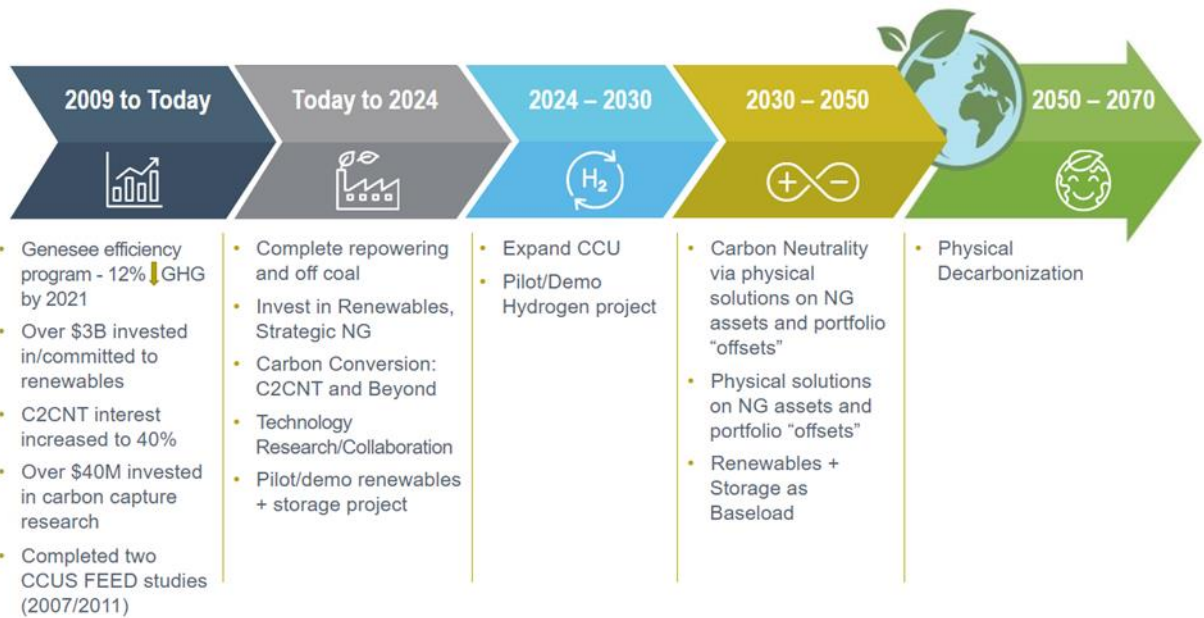 2009 to Today
Today to 2024
2024 – 2030
2030 – 2050
2050 – 2070
H₂
• Genesee efficiency
program - 12% GHG
by 2021
• Over $3B invested
in/committed to
renewables
• C2CNT interest
increased to 40%
• Over $40M invested
in carbon capture
research
• Completed two
CCUS FEED studies
(2007/2011)
• Complete repowering
and off coal
• Invest in Renewables,
Strategic NG
• Carbon Conversion:
C2CNT and Beyond
• Technology
Research/Collaboration
• Pilot/demo renewables
+ storage project
• Expand CCU
• Pilot/Demo
Hydrogen project
• Carbon Neutrality
via physical
solutions on NG
assets and portfolio
“offsets”
• Physical solutions
on NG assets and
portfolio “offsets”
• Renewables +
Storage as
Baseload
• Physical
Decarbonization